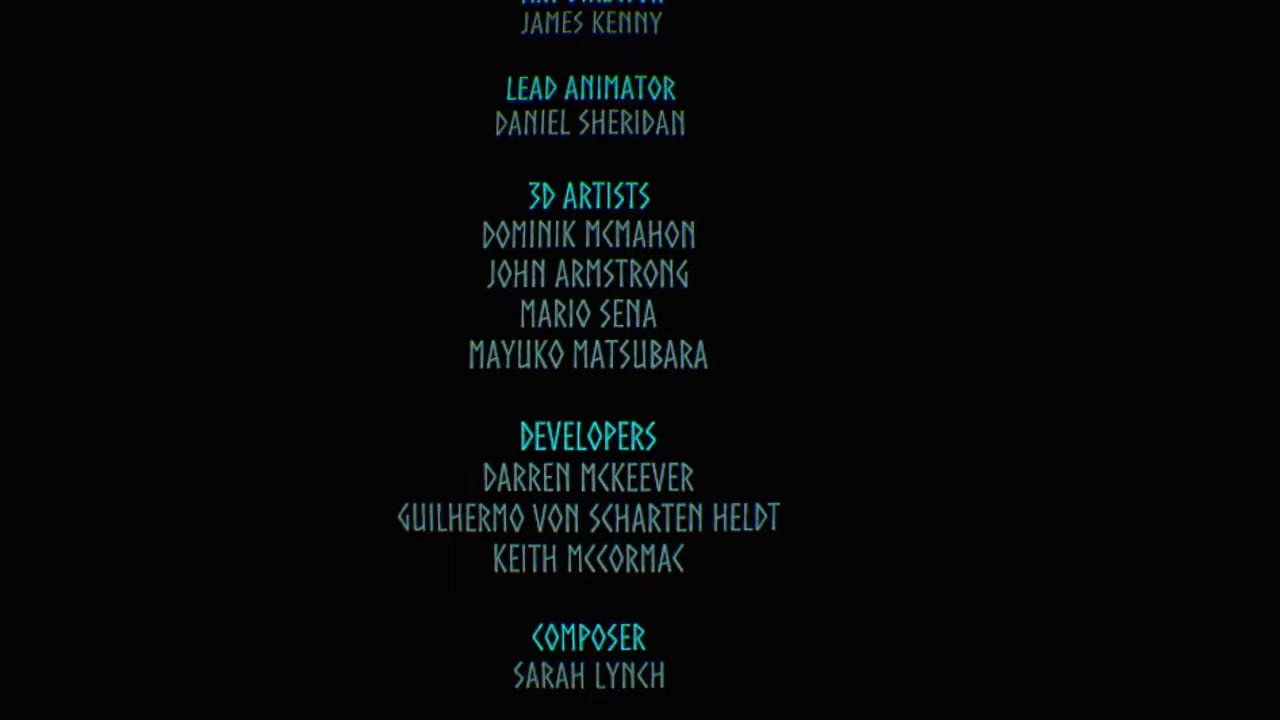 JAMES KENNY
LEAD ANIMATOR
DANIEL SHERIDAN
3D ARTISTS
DOMINIK MCMAHON
JOHN ARMSTRONG
MARIO SENA
MAYUKO MATSUBARA
DEVELOPERS
DARREN MCKEEVER
GUILHERMO VON SCHARTEN HELDT
KEITH MCCORMAC
COMPOSER
SARAH LYNCH